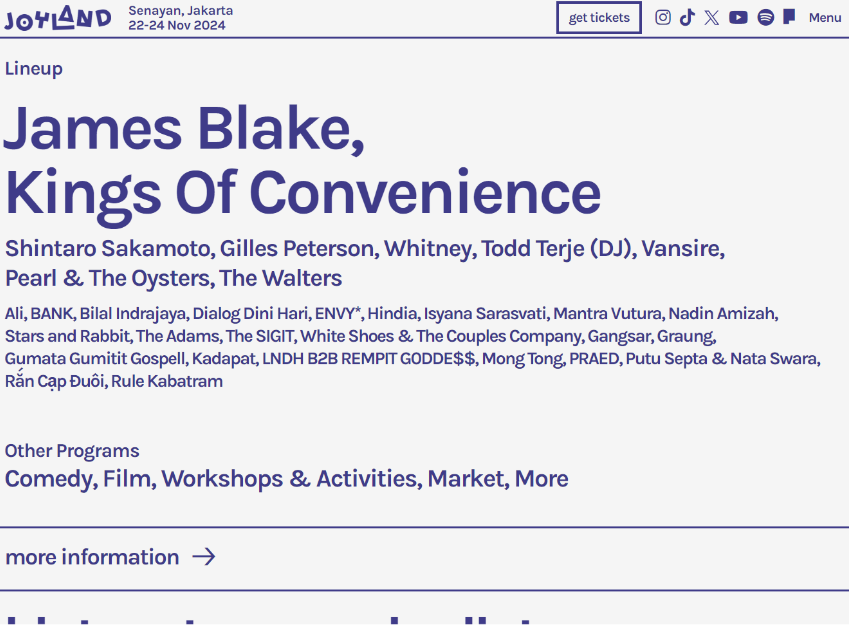 JOYLAND
Senayan, Jakarta
22-24 Nov 2024
get tickets
Menu
Lineup
James Blake,
Kings Of Convenience
Shintaro Sakamoto, Gilles Peterson, Whitney, Todd Terje (DJ), Vansire,
Pearl & The Oysters, The Walters
Ali, BANK, Bilal Indrajaya, Dialog Dini Hari, ENVY*, Hindia, Isyana Sarasvati, Mantra Vutura, Nadin Amizah,
Stars and Rabbit, The Adams, The SIGIT, White Shoes & The Couples Company, Gangsar, Graung,
Gumata Gumitit Gospell, Kadapat, LNDH B2B REMPIT G0DDE$$, Mong Tong, PRAED, Putu Septa & Nata Swara,
Rắn Cạp Đuôi, Rule Kabatram
Other Programs
Comedy, Film, Workshops & Activities, Market, More
more information →